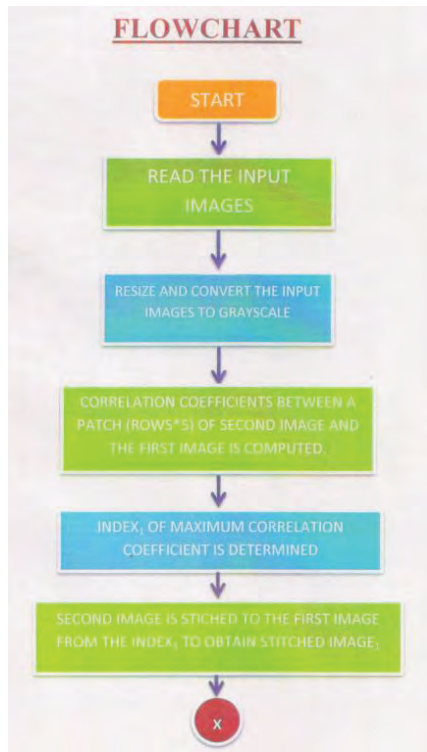 FLOWCHART
START
READ THE INPUT
IMAGES
RESIZE AND CONVERT THE INPUT
IMAGES TO GRAYSCALE
CORRELATION COEFFICIENTS BETWEEN A
PATCH (ROWS*5) OF SECOND IMAGE AND
THE FIRST IMAGE IS COMPUTED.
INDEX₁ OF MAXIMUM CORRELATION
COEFFICIENT IS DETERMINED
SECOND IMAGE IS STICHED TO THE FIRST IMAGE
FROM THE INDEX₁ TO OBTAIN STITCHED IMAGE₁
X